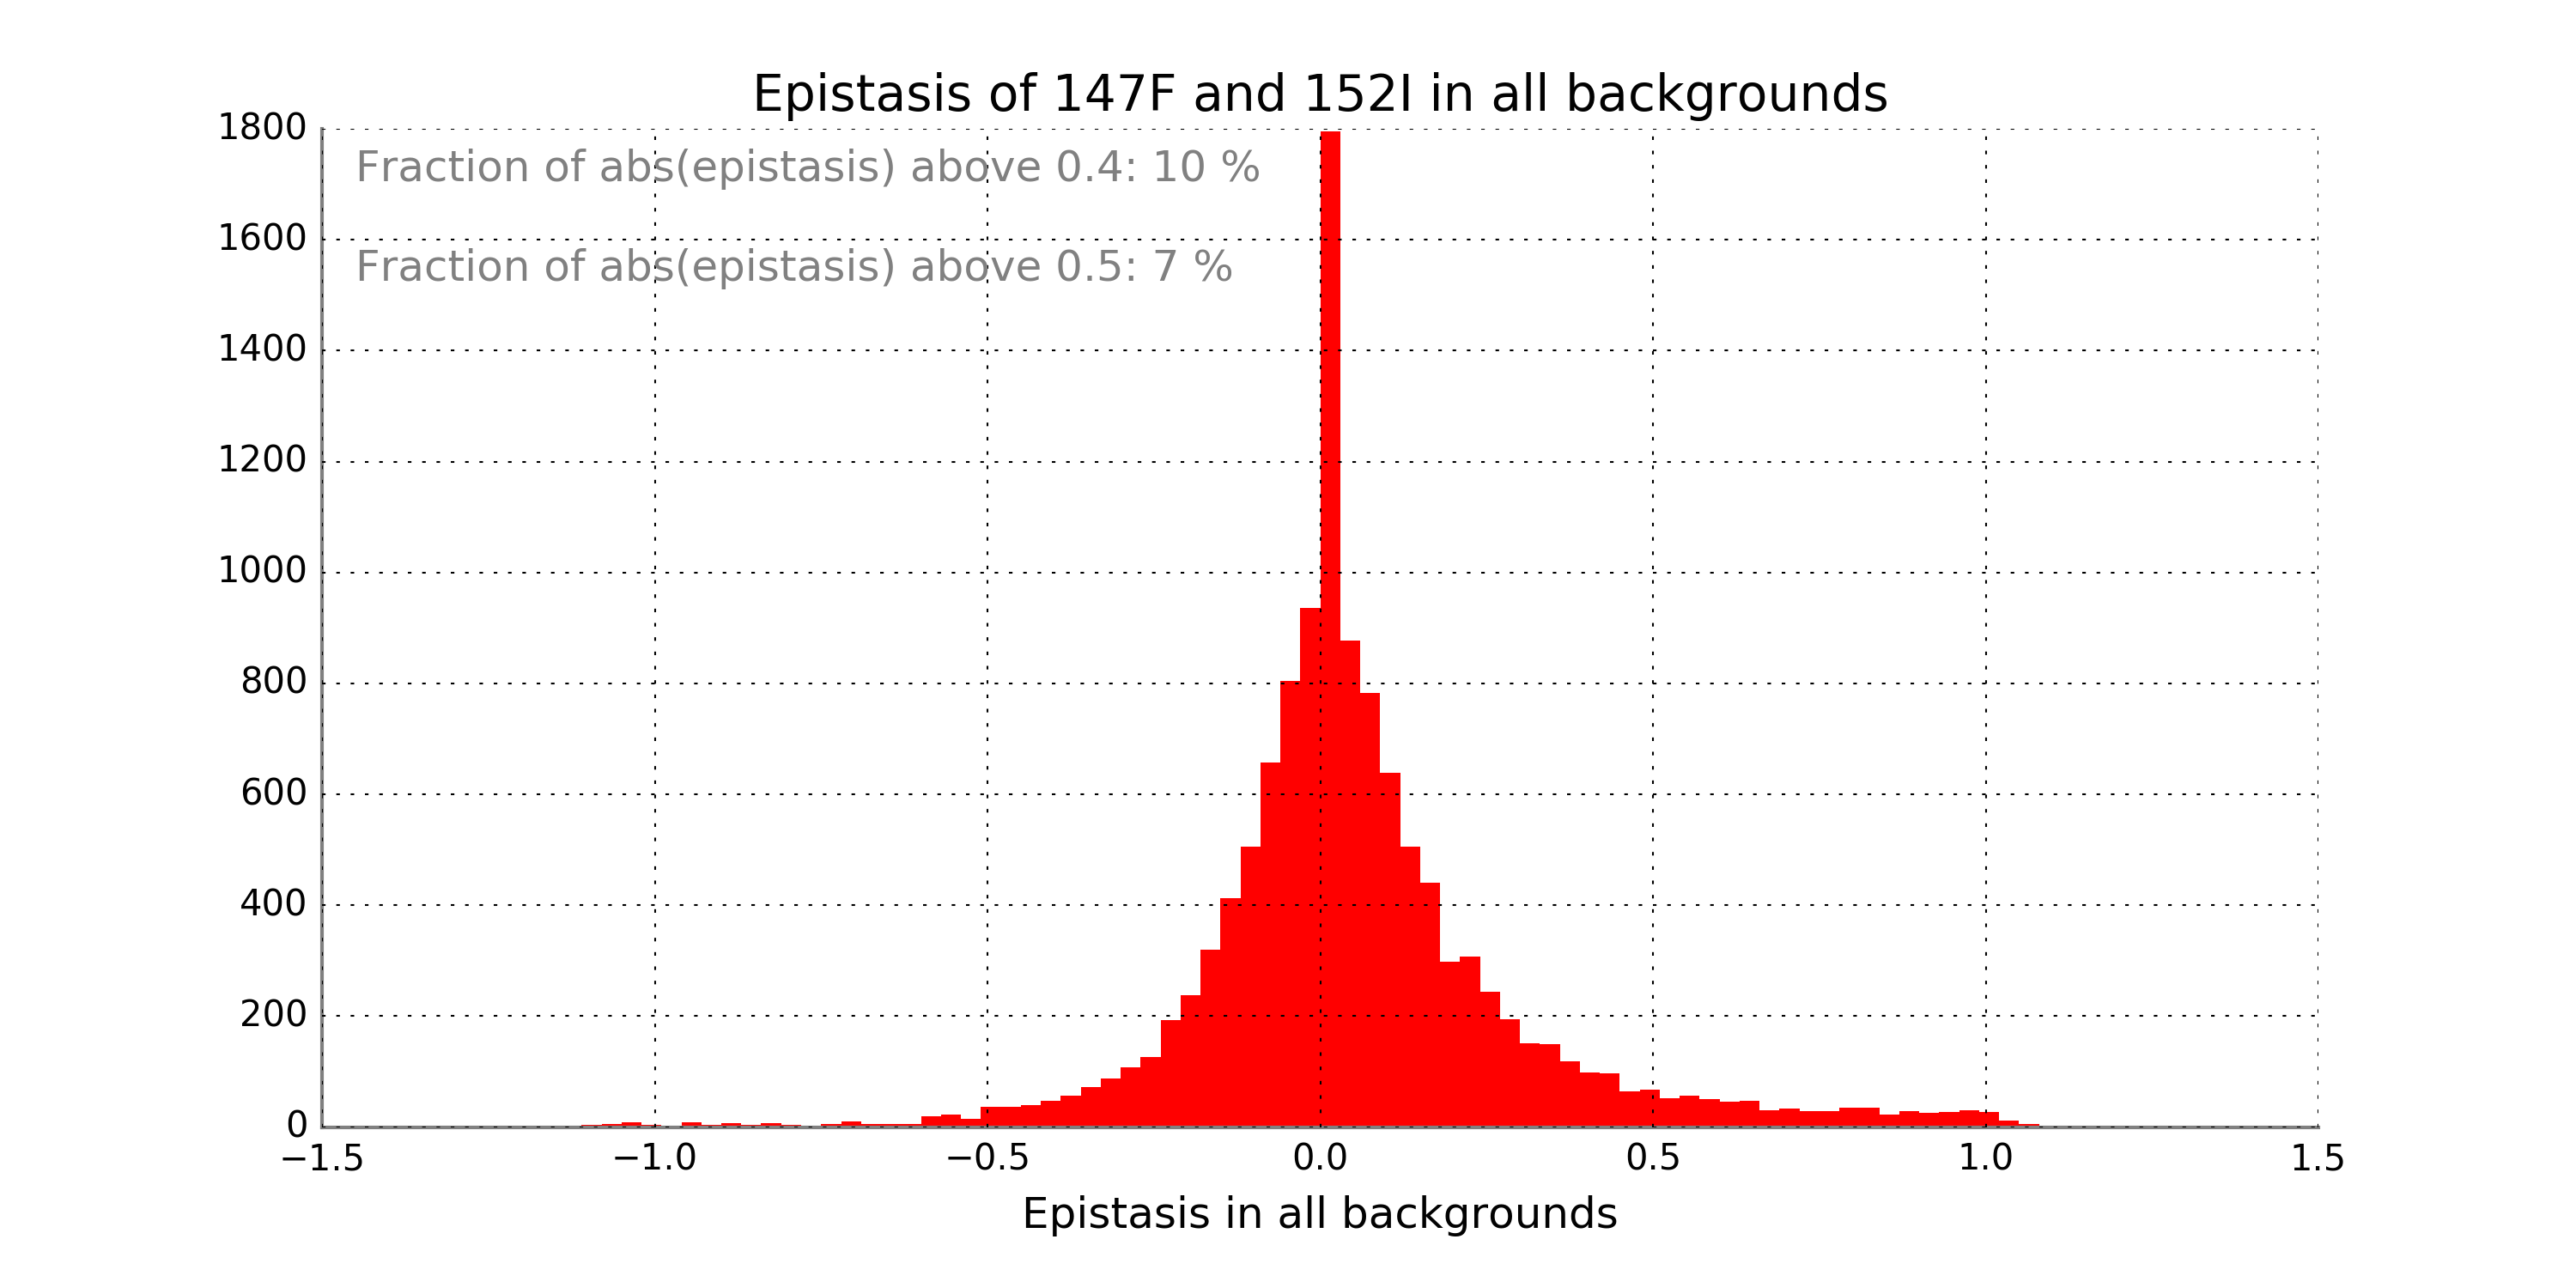 Epistasis of 147F and 152I in all backgrounds
1800
Fraction of abs(epistasis) above 0.4: 10 %
1600
Fraction of abs(epistasis) above 0.5: 7 %
1400
1200
1000
800
600
400
200
0
−1.5 −1.0 −0.5 0.0 0.5 1.0 1.5
Epistasis in all backgrounds